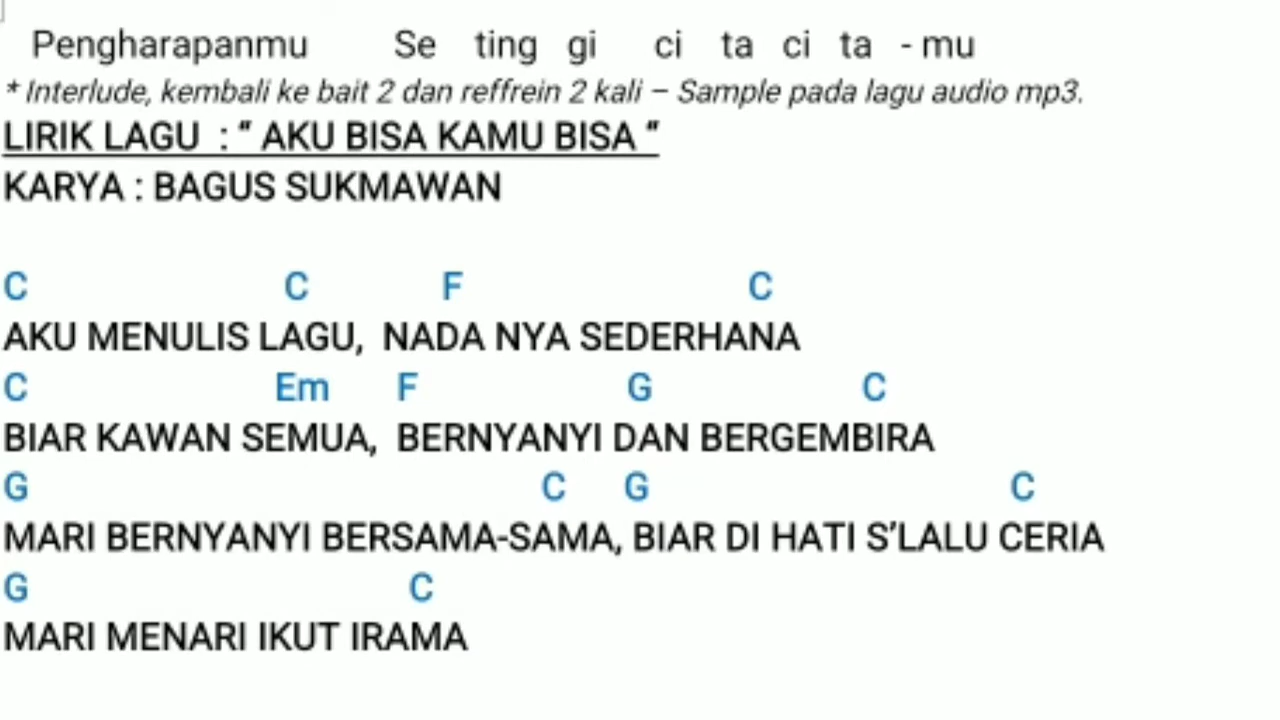 Pengharapanmu Se ting gi ci ta ci ta - mu
* Interlude, kembali ke bait 2 dan reffrein 2 kali – Sample pada lagu audio mp3.
LIRIK LAGU : “ AKU BISA KAMU BISA “
KARYA : BAGUS SUKMAWAN
C C F C
AKU MENULIS LAGU, NADA NYA SEDERHANA
C Em F G C
BIAR KAWAN SEMUA, BERNYANYI DAN BERGEMBIRA
G C G C
MARI BERNYANYI BERSAMA-SAMA, BIAR DI HATI S’LALU CERIA
G C
MARI MENARI IKUT IRAMA